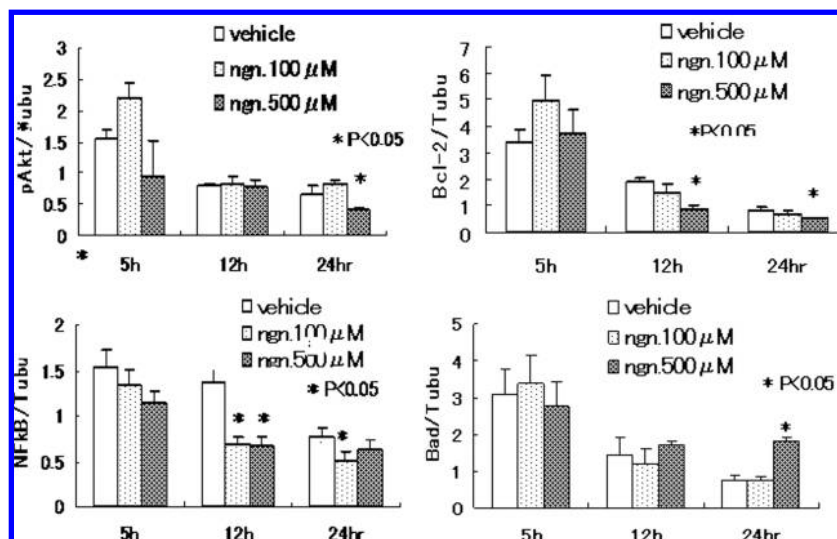 3
2.5
2
1.5
1
0.5
0
pAkt/*ubu
vehicle
ngn.100 μM
ngn.500 μM
* P<0.05
*
*
5h 12h 24hr
7
6
5
4
3
2
1
0
Bcl-2/Tubu
vehicle
ngn.100 μM
ngn.500 μM
*P<0.05
*
*
5h 12h 24hr
2
1.5
1
0.5
0
NFkB/Tubu
vehicle
ngn.100 μM
ngn.500 μM
* P<0.05
* *
*
5h 12h 24hr
5
4
3
2
1
0
Bad/Tubu
vehicle
ngn.100 μM
ngn.500 μM
* P<0.05
*
5h 12h 24hr